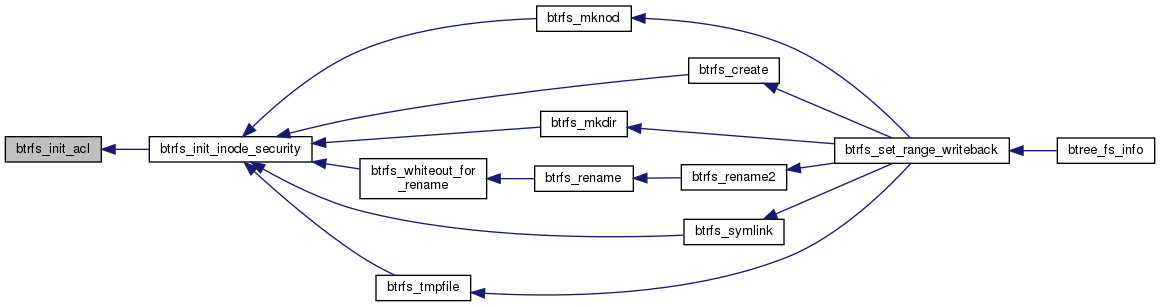 btrfs_mknod
btrfs_create
btrfs_mkdir
btrfs_init_acl
btrfs_init_inode_security
btrfs_set_range_writeback
btree_fs_info
btrfs_whiteout_for
_rename
btrfs_rename
btrfs_rename2
btrfs_symlink
btrfs_tmpfile